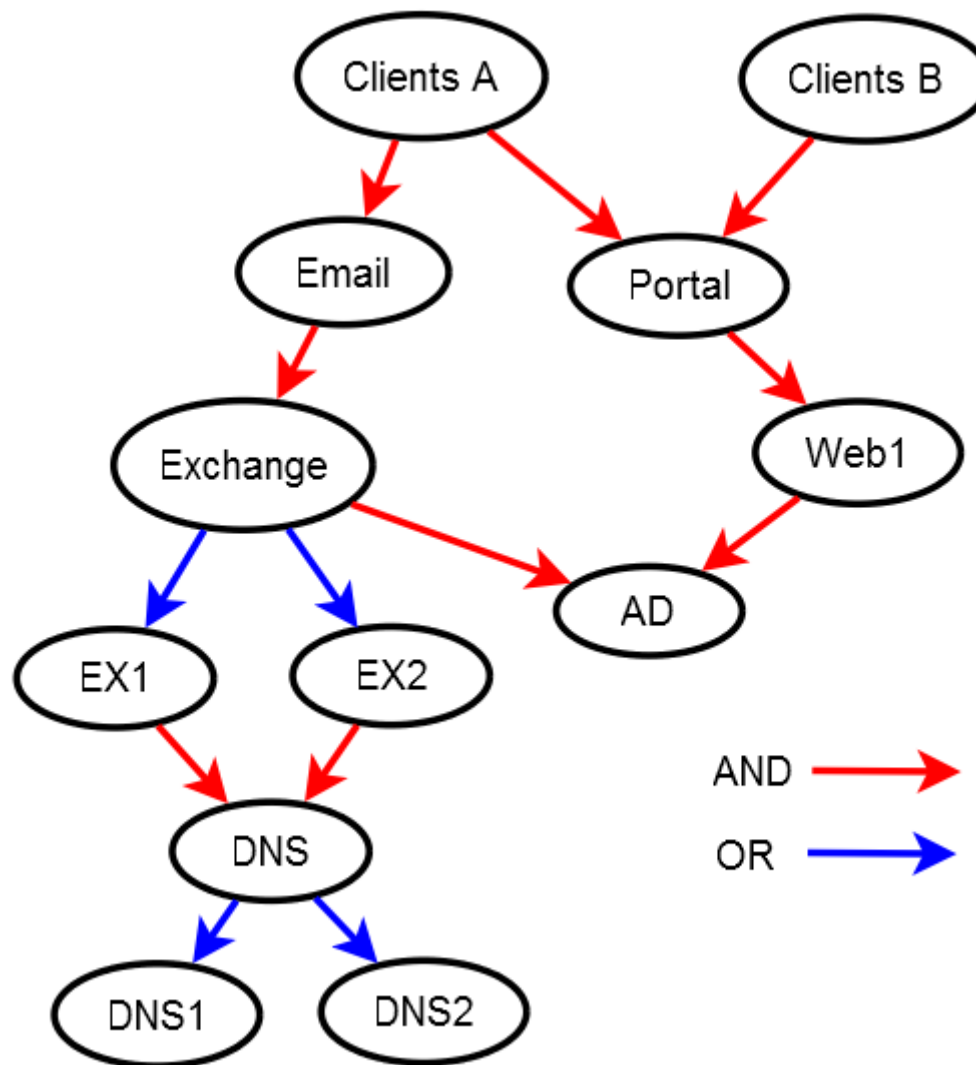 Clients A
Clients B
Email
Portal
Exchange
Web1
AD
EX1
EX2
AND
DNS
OR
DNS1
DNS2